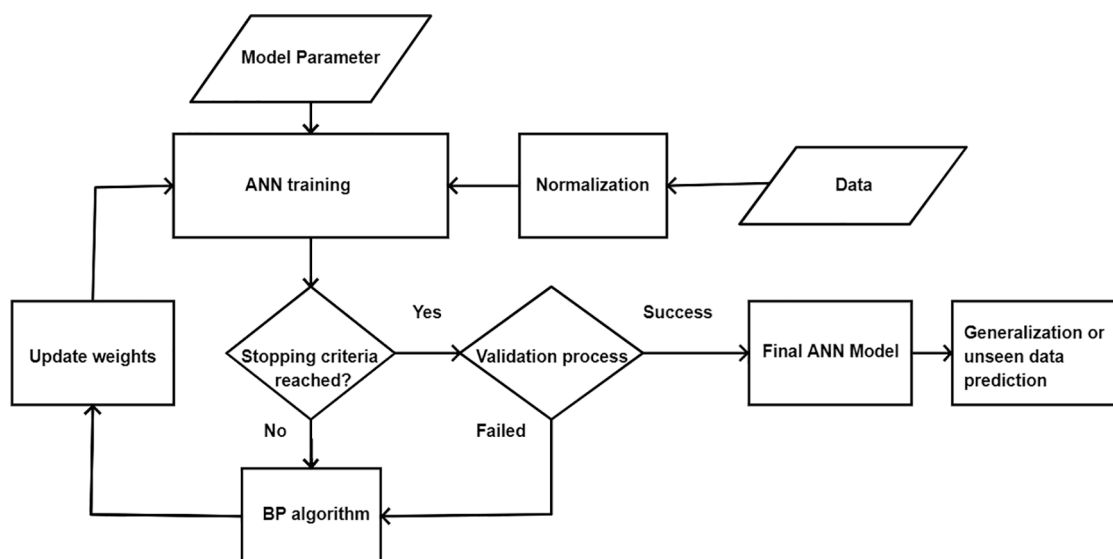 Model Parameter
ANN training
Normalization
Data
Yes
Success
Update weights
Stopping criteria
reached?
Validation process
Final ANN Model
Generalization or
unseen data
prediction
No
Failed
BP algorithm